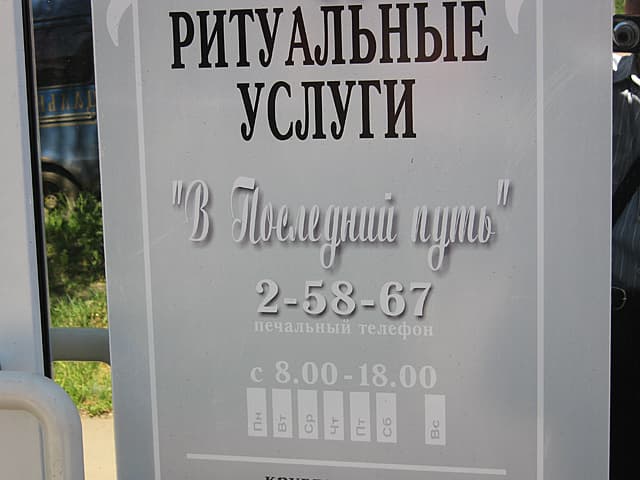 РИТУАЛЬНЫЕ
УСЛУГИ
"В Последний путь"
2-58-67
печальный телефон
с 8.00-18.00
Пн Вт Ср Чт Пт Сб Вс